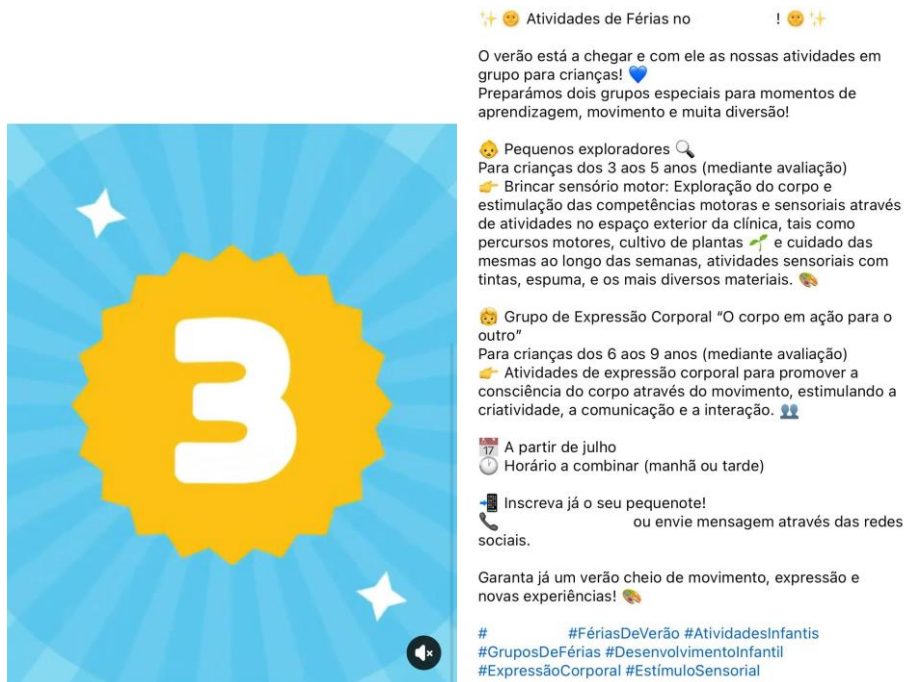 3
✨ 🌞 Atividades de Férias no ! 🌞 ✨
O verão está a chegar e com ele as nossas atividades em
grupo para crianças! 💙
Preparámos dois grupos especiais para momentos de
aprendizagem, movimento e muita diversão!
👶 Pequenos exploradores 🔍
Para crianças dos 3 aos 5 anos (mediante avaliação)
👉 Brincar sensório motor: Exploração do corpo e
estimulação das competências motoras e sensoriais através
de atividades no espaço exterior da clínica, tais como
percursos motores, cultivo de plantas 🌱 e cuidado das
mesmas ao longo das semanas, atividades sensoriais com
tintas, espuma, e os mais diversos materiais. 🎨
👧 Grupo de Expressão Corporal “O corpo em ação para o
outro”
Para crianças dos 6 aos 9 anos (mediante avaliação)
👉 Atividades de expressão corporal para promover a
consciência do corpo através do movimento, estimulando a
criatividade, a comunicação e a interação. 👥
📅 A partir de julho
🕐 Horário a combinar (manhã ou tarde)
📲 Inscreva já o seu pequenote!
📞 ou envie mensagem através das redes
sociais.
Garanta já um verão cheio de movimento, expressão e
novas experiências! 🎨
# #FériasDeVerão #AtividadesInfantis
#GruposDeFérias #DesenvolvimentoInfantil
#ExpressãoCorporal #EstímuloSensorial